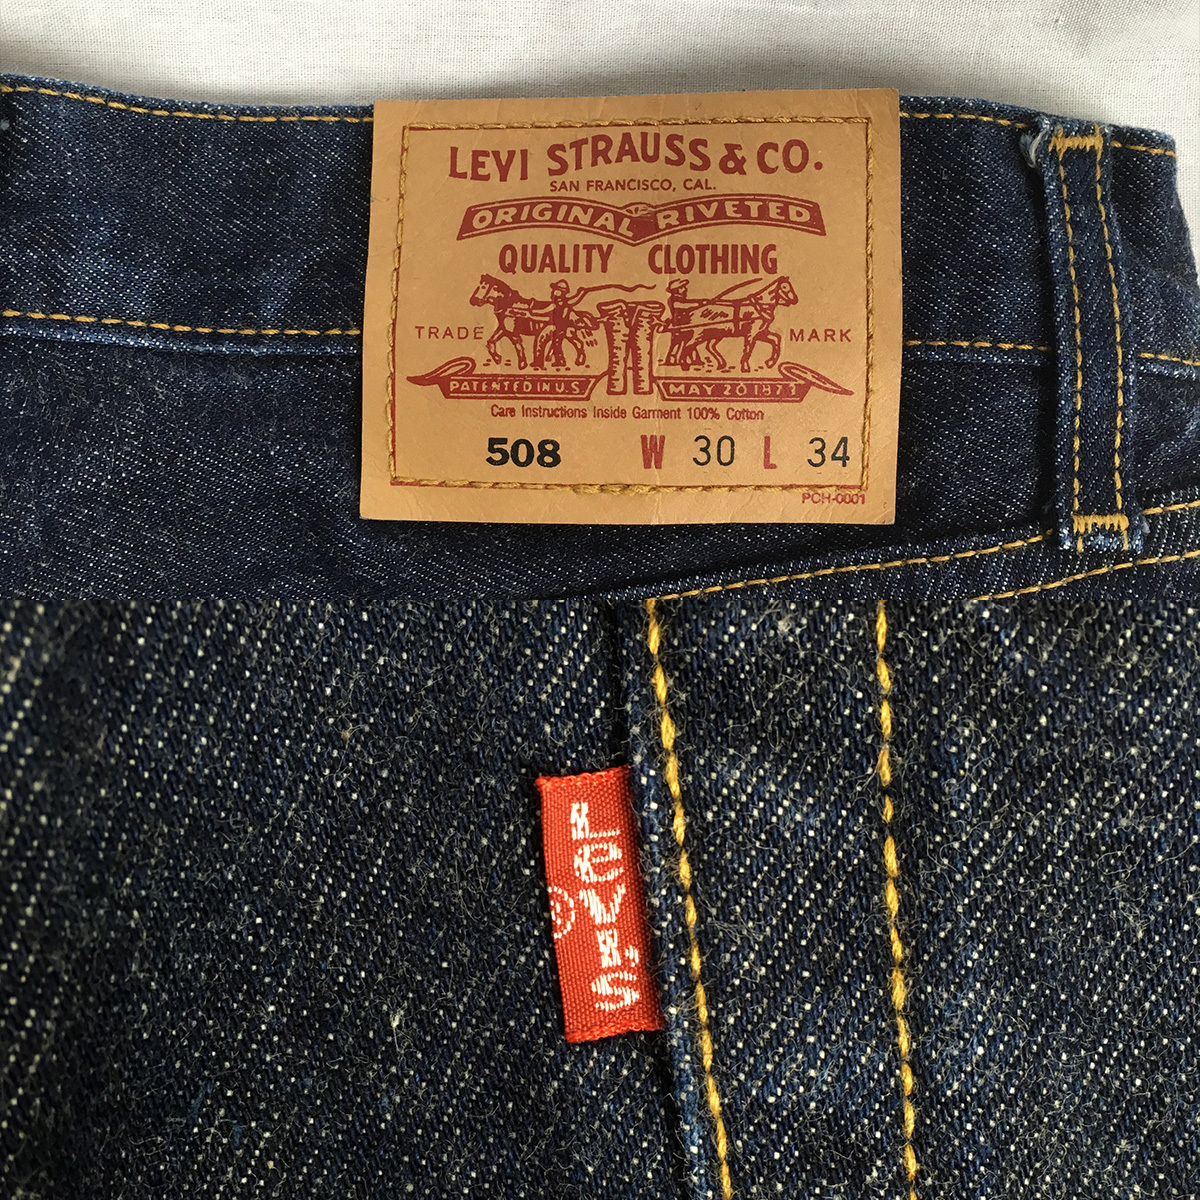 LEVI STRAUSS & CO.
SAN FRANCISCO, CAL.
ORIGINAL RIVETED
QUALITY CLOTHING
TRADE MARK
PATENTED IN U.S. MAY 20 1873
Care Instructions Inside Garment 100% Cotton
508 W 30 L 34
PCH-0001
LEVI'S
®